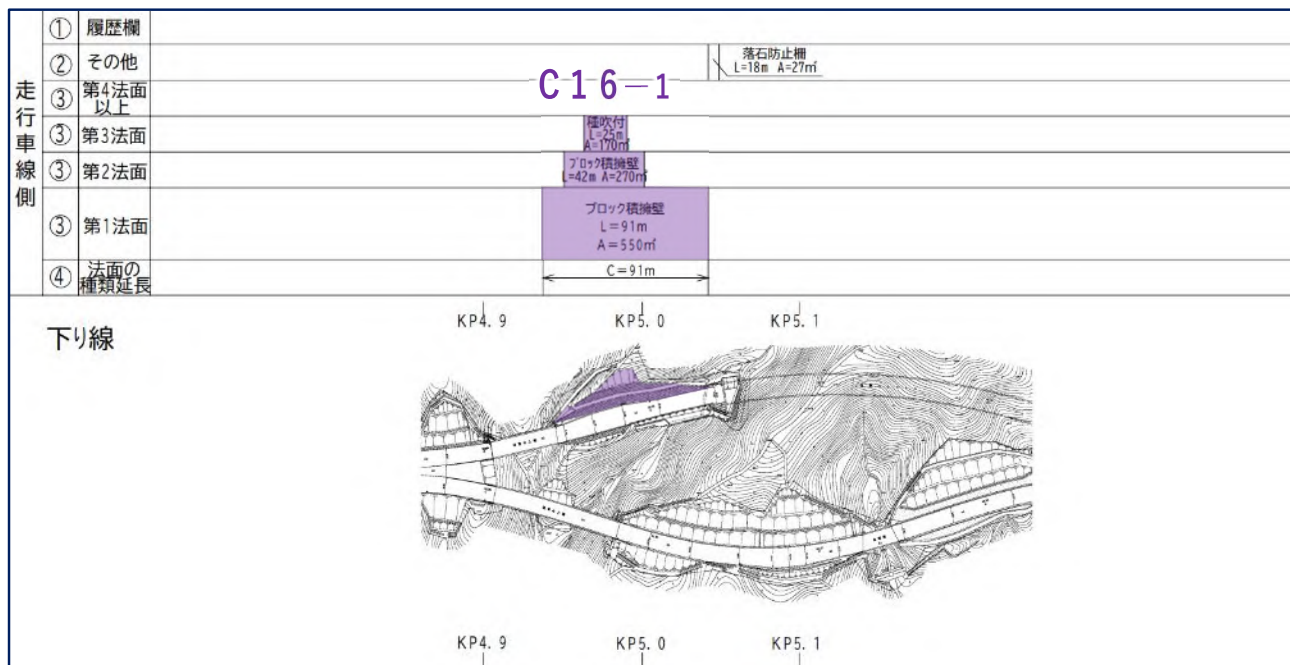 走行車線側
① 履歴欄
② その他
落石防止柵
L=18m A=27㎡
C16－1
③ 第4法面
以上
③ 第3法面
種吹付
L=25m
A=170㎡
③ 第2法面
ブロック積擁壁
L=42m A=270㎡
③ 第1法面
ブロック積擁壁
L=91m
A=550㎡
④ 法面の
種類延長
C=91m
下り線
KP4.9 KP5.0 KP5.1
KP4.9 KP5.0 KP5.1